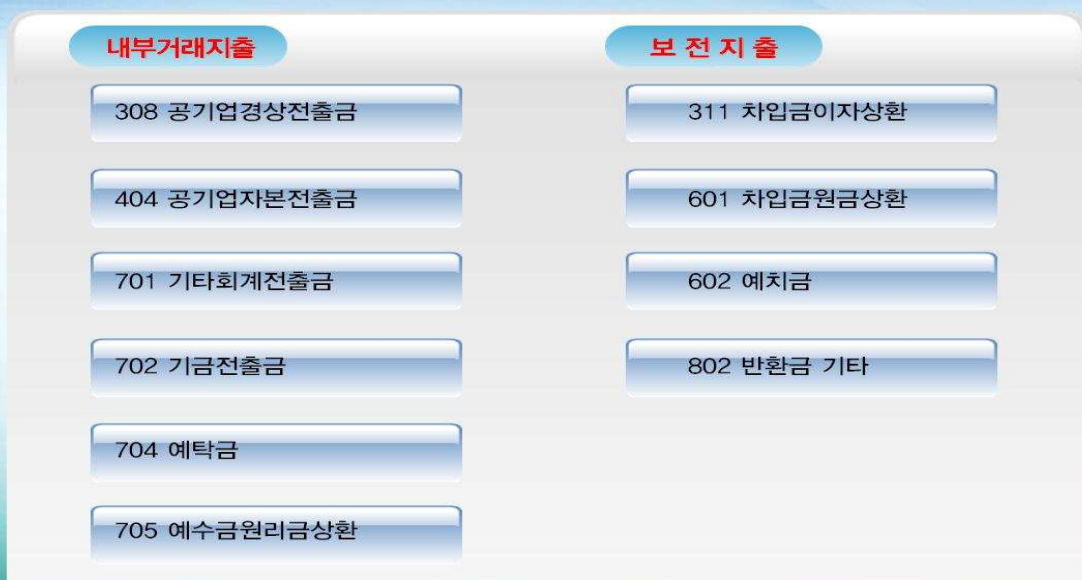 내부거래지출
308 공기업경상전출금
404 공기업자본전출금
701 기타회계전출금
702 기금전출금
704 예탁금
705 예수금원리금상환
보 전 지 출
311 차입금이자상환
601 차입금원금상환
602 예치금
802 반환금 기타